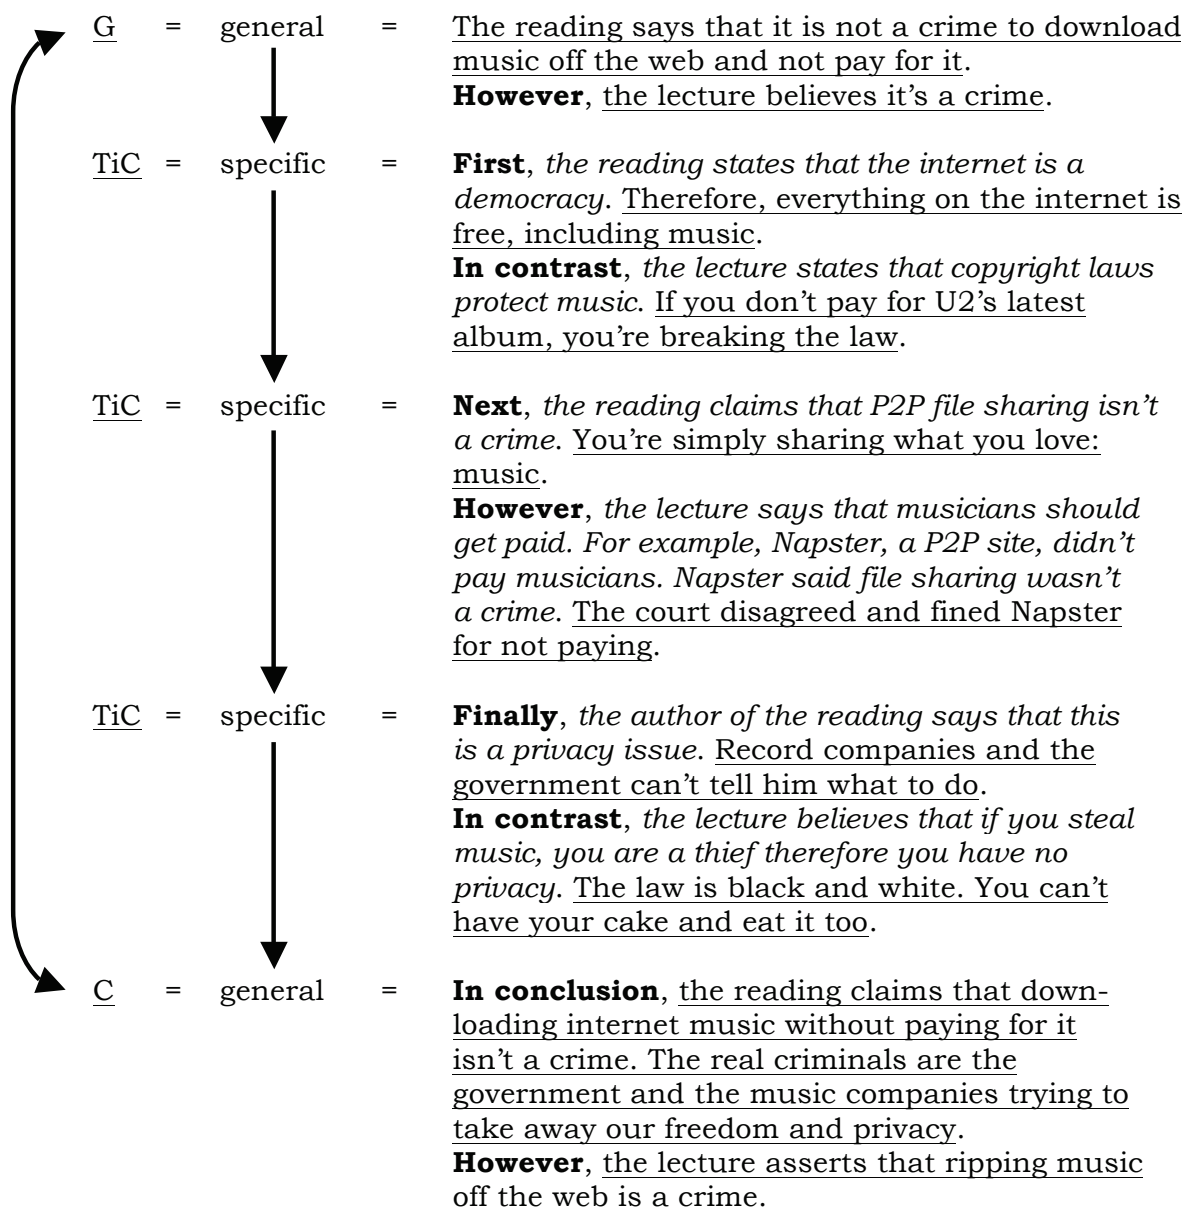 G = general = The reading says that it is not a crime to download
music off the web and not pay for it.
However, the lecture believes it’s a crime.
TiC = specific = First, the reading states that the internet is a
democracy. Therefore, everything on the internet is
free, including music.
In contrast, the lecture states that copyright laws
protect music. If you don’t pay for U2’s latest
album, you’re breaking the law.
TiC = specific = Next, the reading claims that P2P file sharing isn’t
a crime. You’re simply sharing what you love:
music.
However, the lecture says that musicians should
get paid. For example, Napster, a P2P site, didn’t
pay musicians. Napster said file sharing wasn’t
a crime. The court disagreed and fined Napster
for not paying.
TiC = specific = Finally, the author of the reading says that this
is a privacy issue. Record companies and the
government can’t tell him what to do.
In contrast, the lecture believes that if you steal
music, you are a thief therefore you have no
privacy. The law is black and white. You can’t
have your cake and eat it too.
C = general = In conclusion, the reading claims that down-
loading internet music without paying for it
isn’t a crime. The real criminals are the
government and the music companies trying to
take away our freedom and privacy.
However, the lecture asserts that ripping music
off the web is a crime.